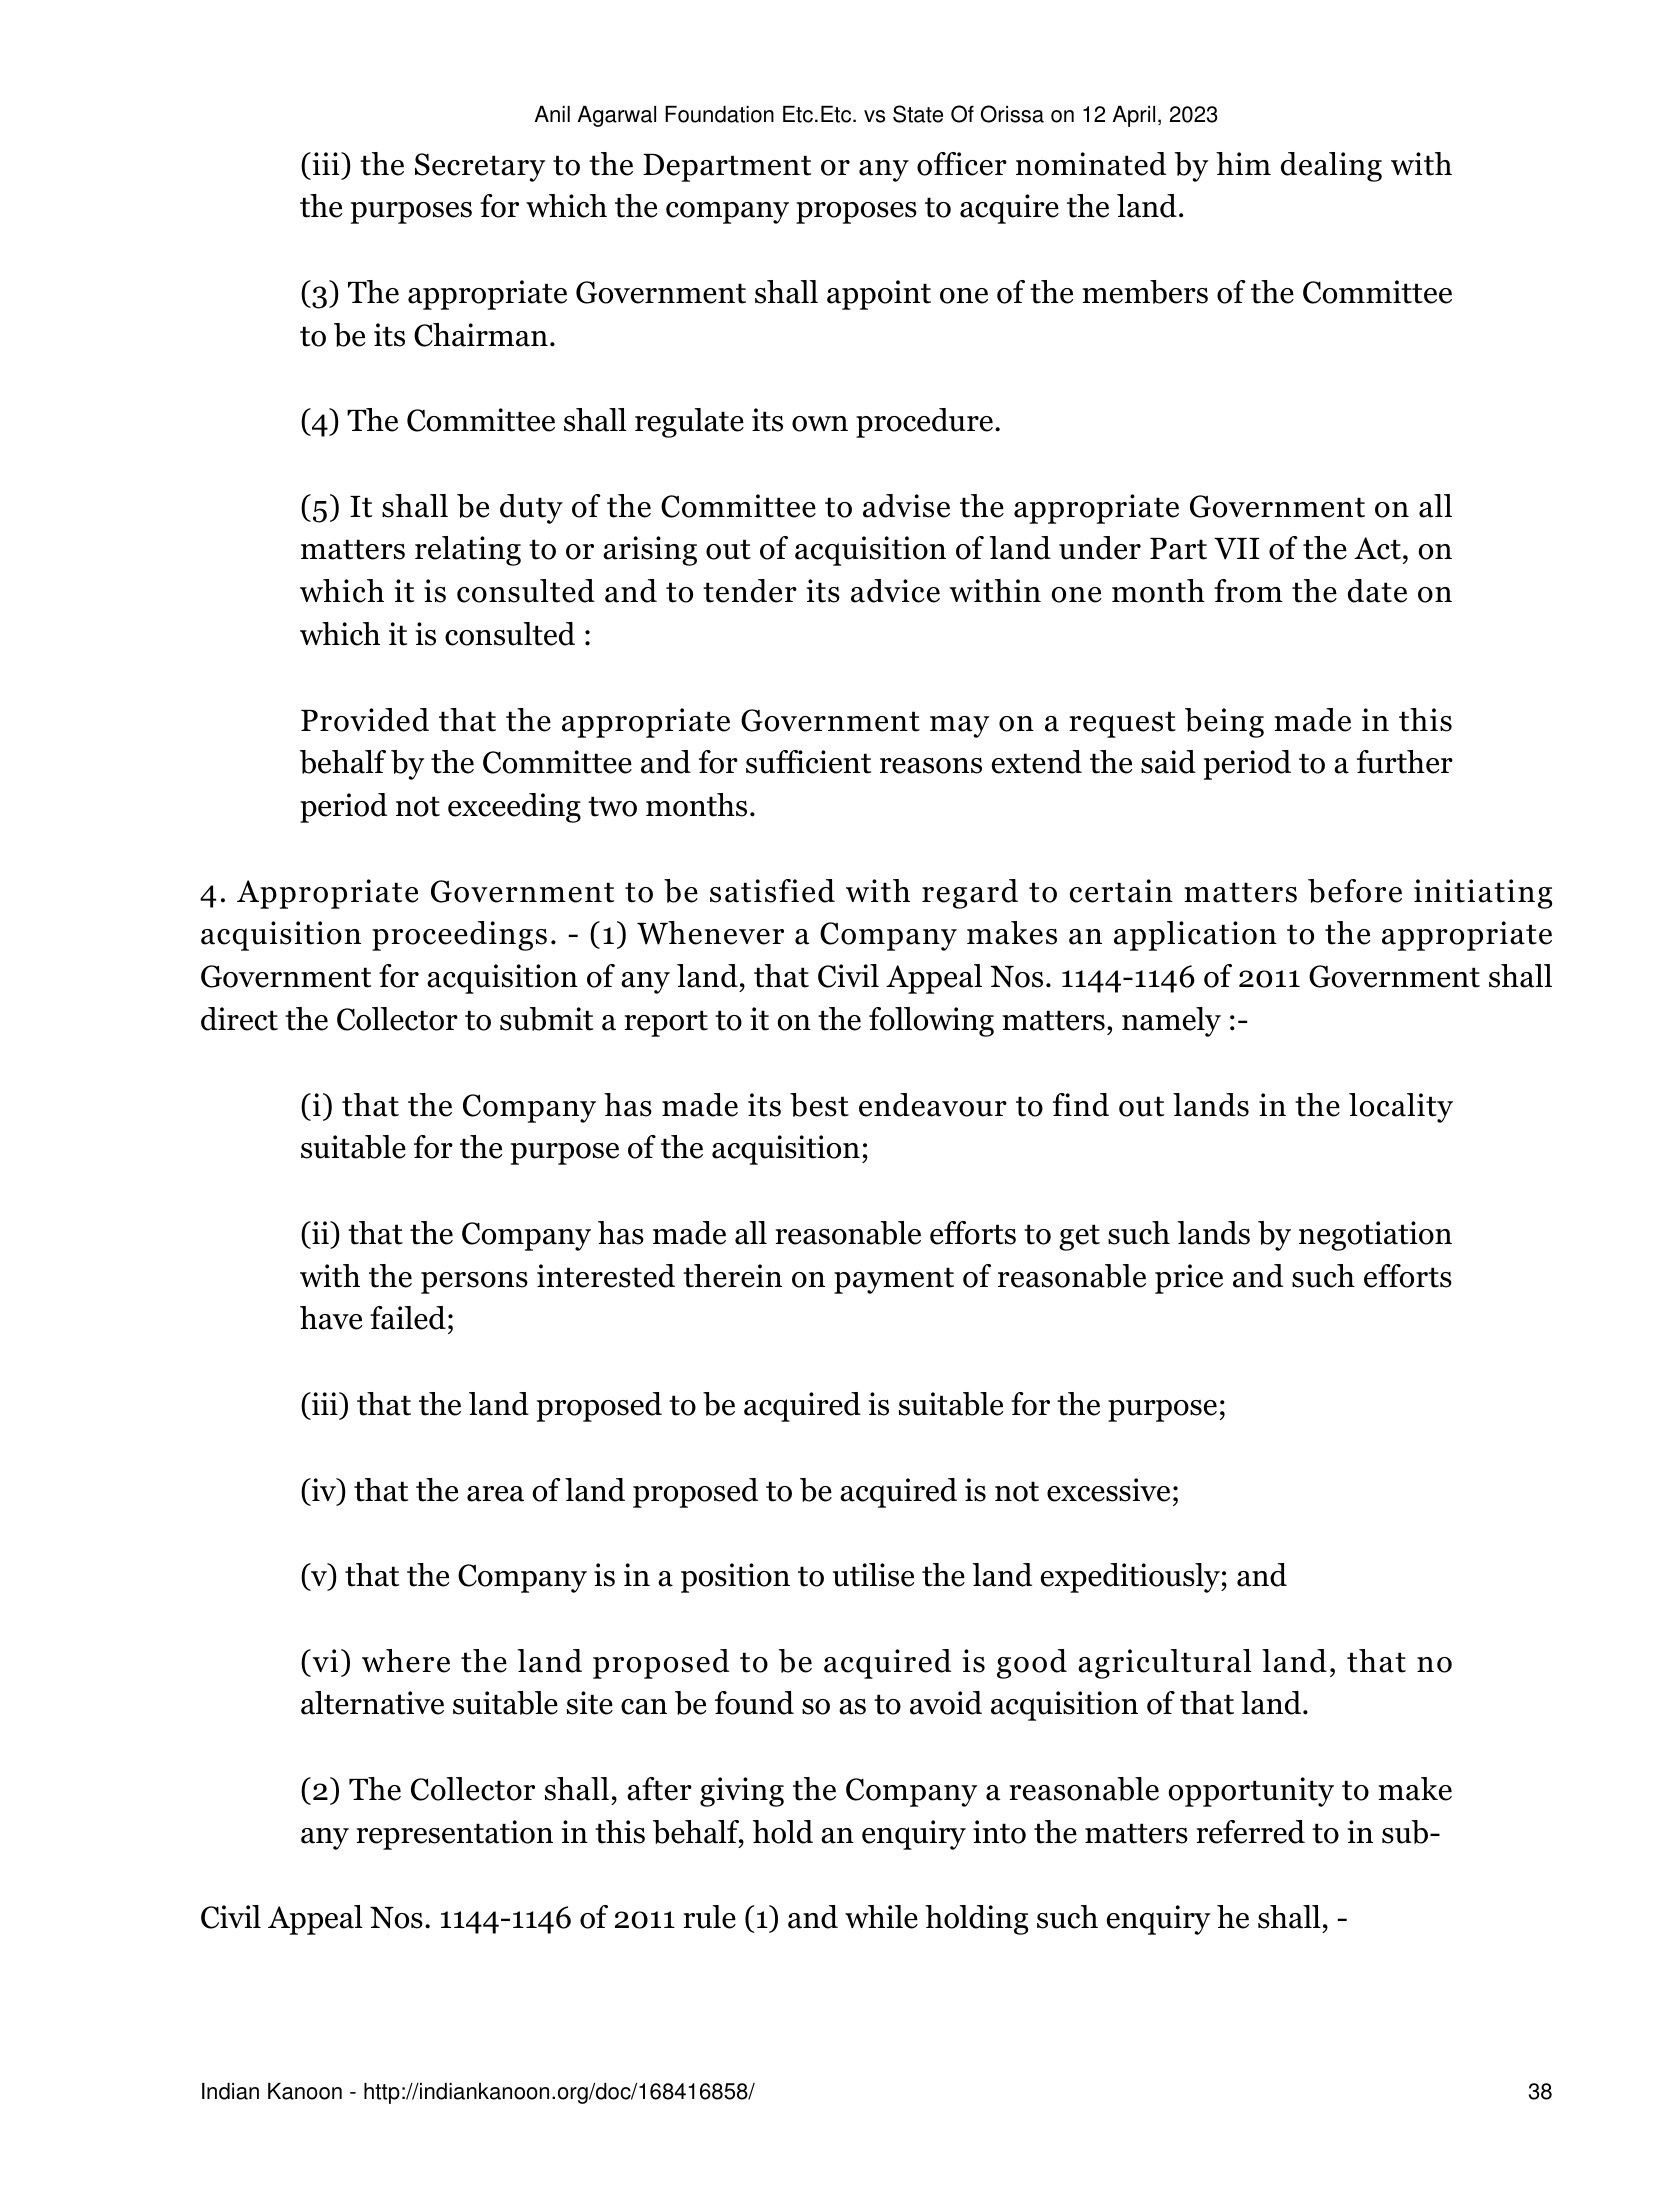 Anil Agarwal Foundation Etc.Etc. vs State Of Orissa on 12 April, 2023
(iii) the Secretary to the Department or any officer nominated by him dealing with
the purposes for which the company proposes to acquire the land.
(3) The appropriate Government shall appoint one of the members of the Committee
to be its Chairman.
(4) The Committee shall regulate its own procedure.
(5) It shall be duty of the Committee to advise the appropriate Government on all
matters relating to or arising out of acquisition of land under Part VII of the Act, on
which it is consulted and to tender its advice within one month from the date on
which it is consulted :
Provided that the appropriate Government may on a request being made in this
behalf by the Committee and for sufficient reasons extend the said period to a further
period not exceeding two months.
4. Appropriate Government to be satisfied with regard to certain matters before initiating
acquisition proceedings. - (1) Whenever a Company makes an application to the appropriate
Government for acquisition of any land, that Civil Appeal Nos. 1144-1146 of 2011 Government shall
direct the Collector to submit a report to it on the following matters, namely :-
(i) that the Company has made its best endeavour to find out lands in the locality
suitable for the purpose of the acquisition;
(ii) that the Company has made all reasonable efforts to get such lands by negotiation
with the persons interested therein on payment of reasonable price and such efforts
have failed;
(iii) that the land proposed to be acquired is suitable for the purpose;
(iv) that the area of land proposed to be acquired is not excessive;
(v) that the Company is in a position to utilise the land expeditiously; and
(vi) where the land proposed to be acquired is good agricultural land, that no
alternative suitable site can be found so as to avoid acquisition of that land.
(2) The Collector shall, after giving the Company a reasonable opportunity to make
any representation in this behalf, hold an enquiry into the matters referred to in sub-
Civil Appeal Nos. 1144-1146 of 2011 rule (1) and while holding such enquiry he shall, -
Indian Kanoon - http://indiankanoon.org/doc/168416858/ 38